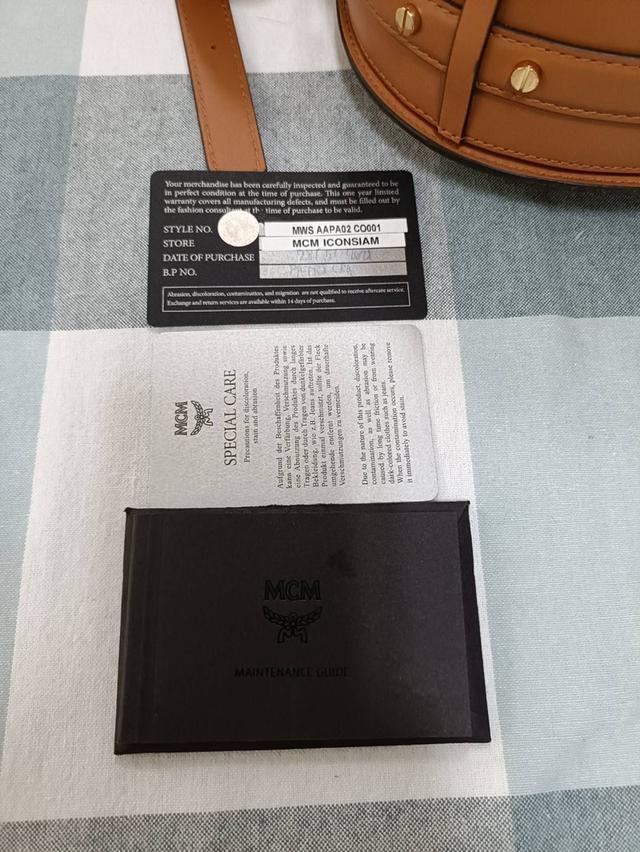 Your merchandise has been carefully inspected and guaranteed to be
in perfect condition at the time of purchase. This one year limited
warranty covers all manufacturing defects, and must be filled out by
the fashion consultant at the time of purchase to be valid.
STYLE NO. MWS AAPA02 CO001
STORE MCM ICONSIAM
DATE OF PURCHASE
B.P NO.
Abrasion, discoloration, contamination, and migration are not qualified to receive aftercare service.
Exchange and return services are available within 14 days of purchase.
MCM
SPECIAL CARE
Precautions for discoloration,
stain and abrasion
Aufgrund der Beschaffenheit des Produktes
kann eine Verfärbung, Verschmutzung sowie
eine Abnutzung des Produktes durch langes
Tragen oder durch Tragen von dunkelgefärbter
Bekleidung, wie z.B. Jeans auftreten. Ist das
Produkt einmal verschmutzt, sollte der Fleck
umgehende entfernt werden, um dauerhafte
Verschmutzungen zu vermeiden.
Due to the nature of this product, discoloration,
contamination, as well as abrasion may be
caused by long time friction or from wearing
dark-colored clothes such as jeans.
When the contamination occurs, please remove
it immediately to avoid stain.
MCM
MAINTENANCE GUIDE